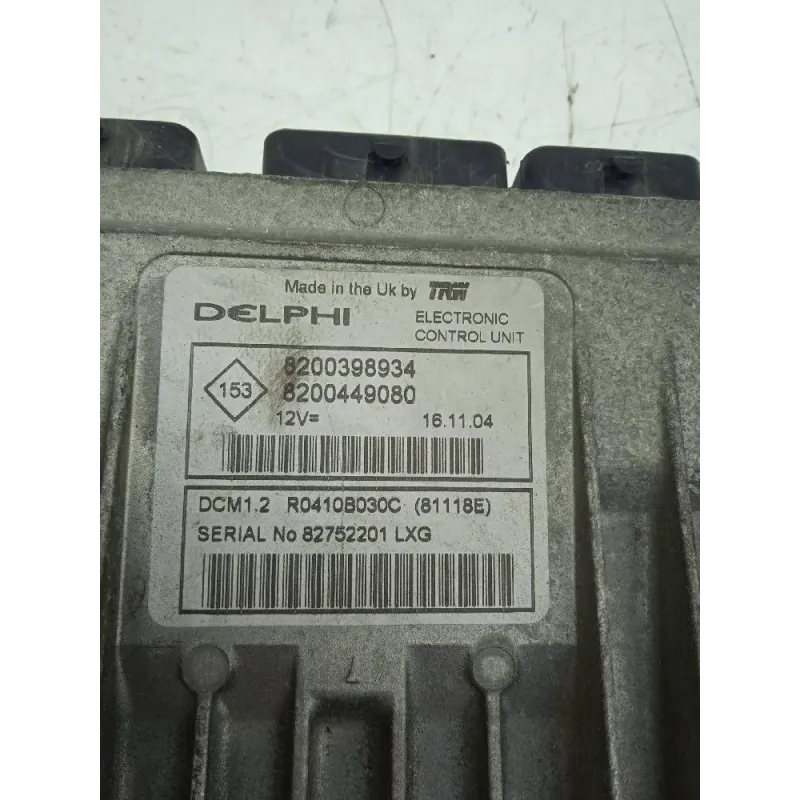 Made in the Uk by TRW
DELPHI
ELECTRONIC
CONTROL UNIT
153
8200398934
8200449080
12V=
16.11.04
DCM1.2 R0410B030C (81118E)
SERIAL No 82752201 LXG
7